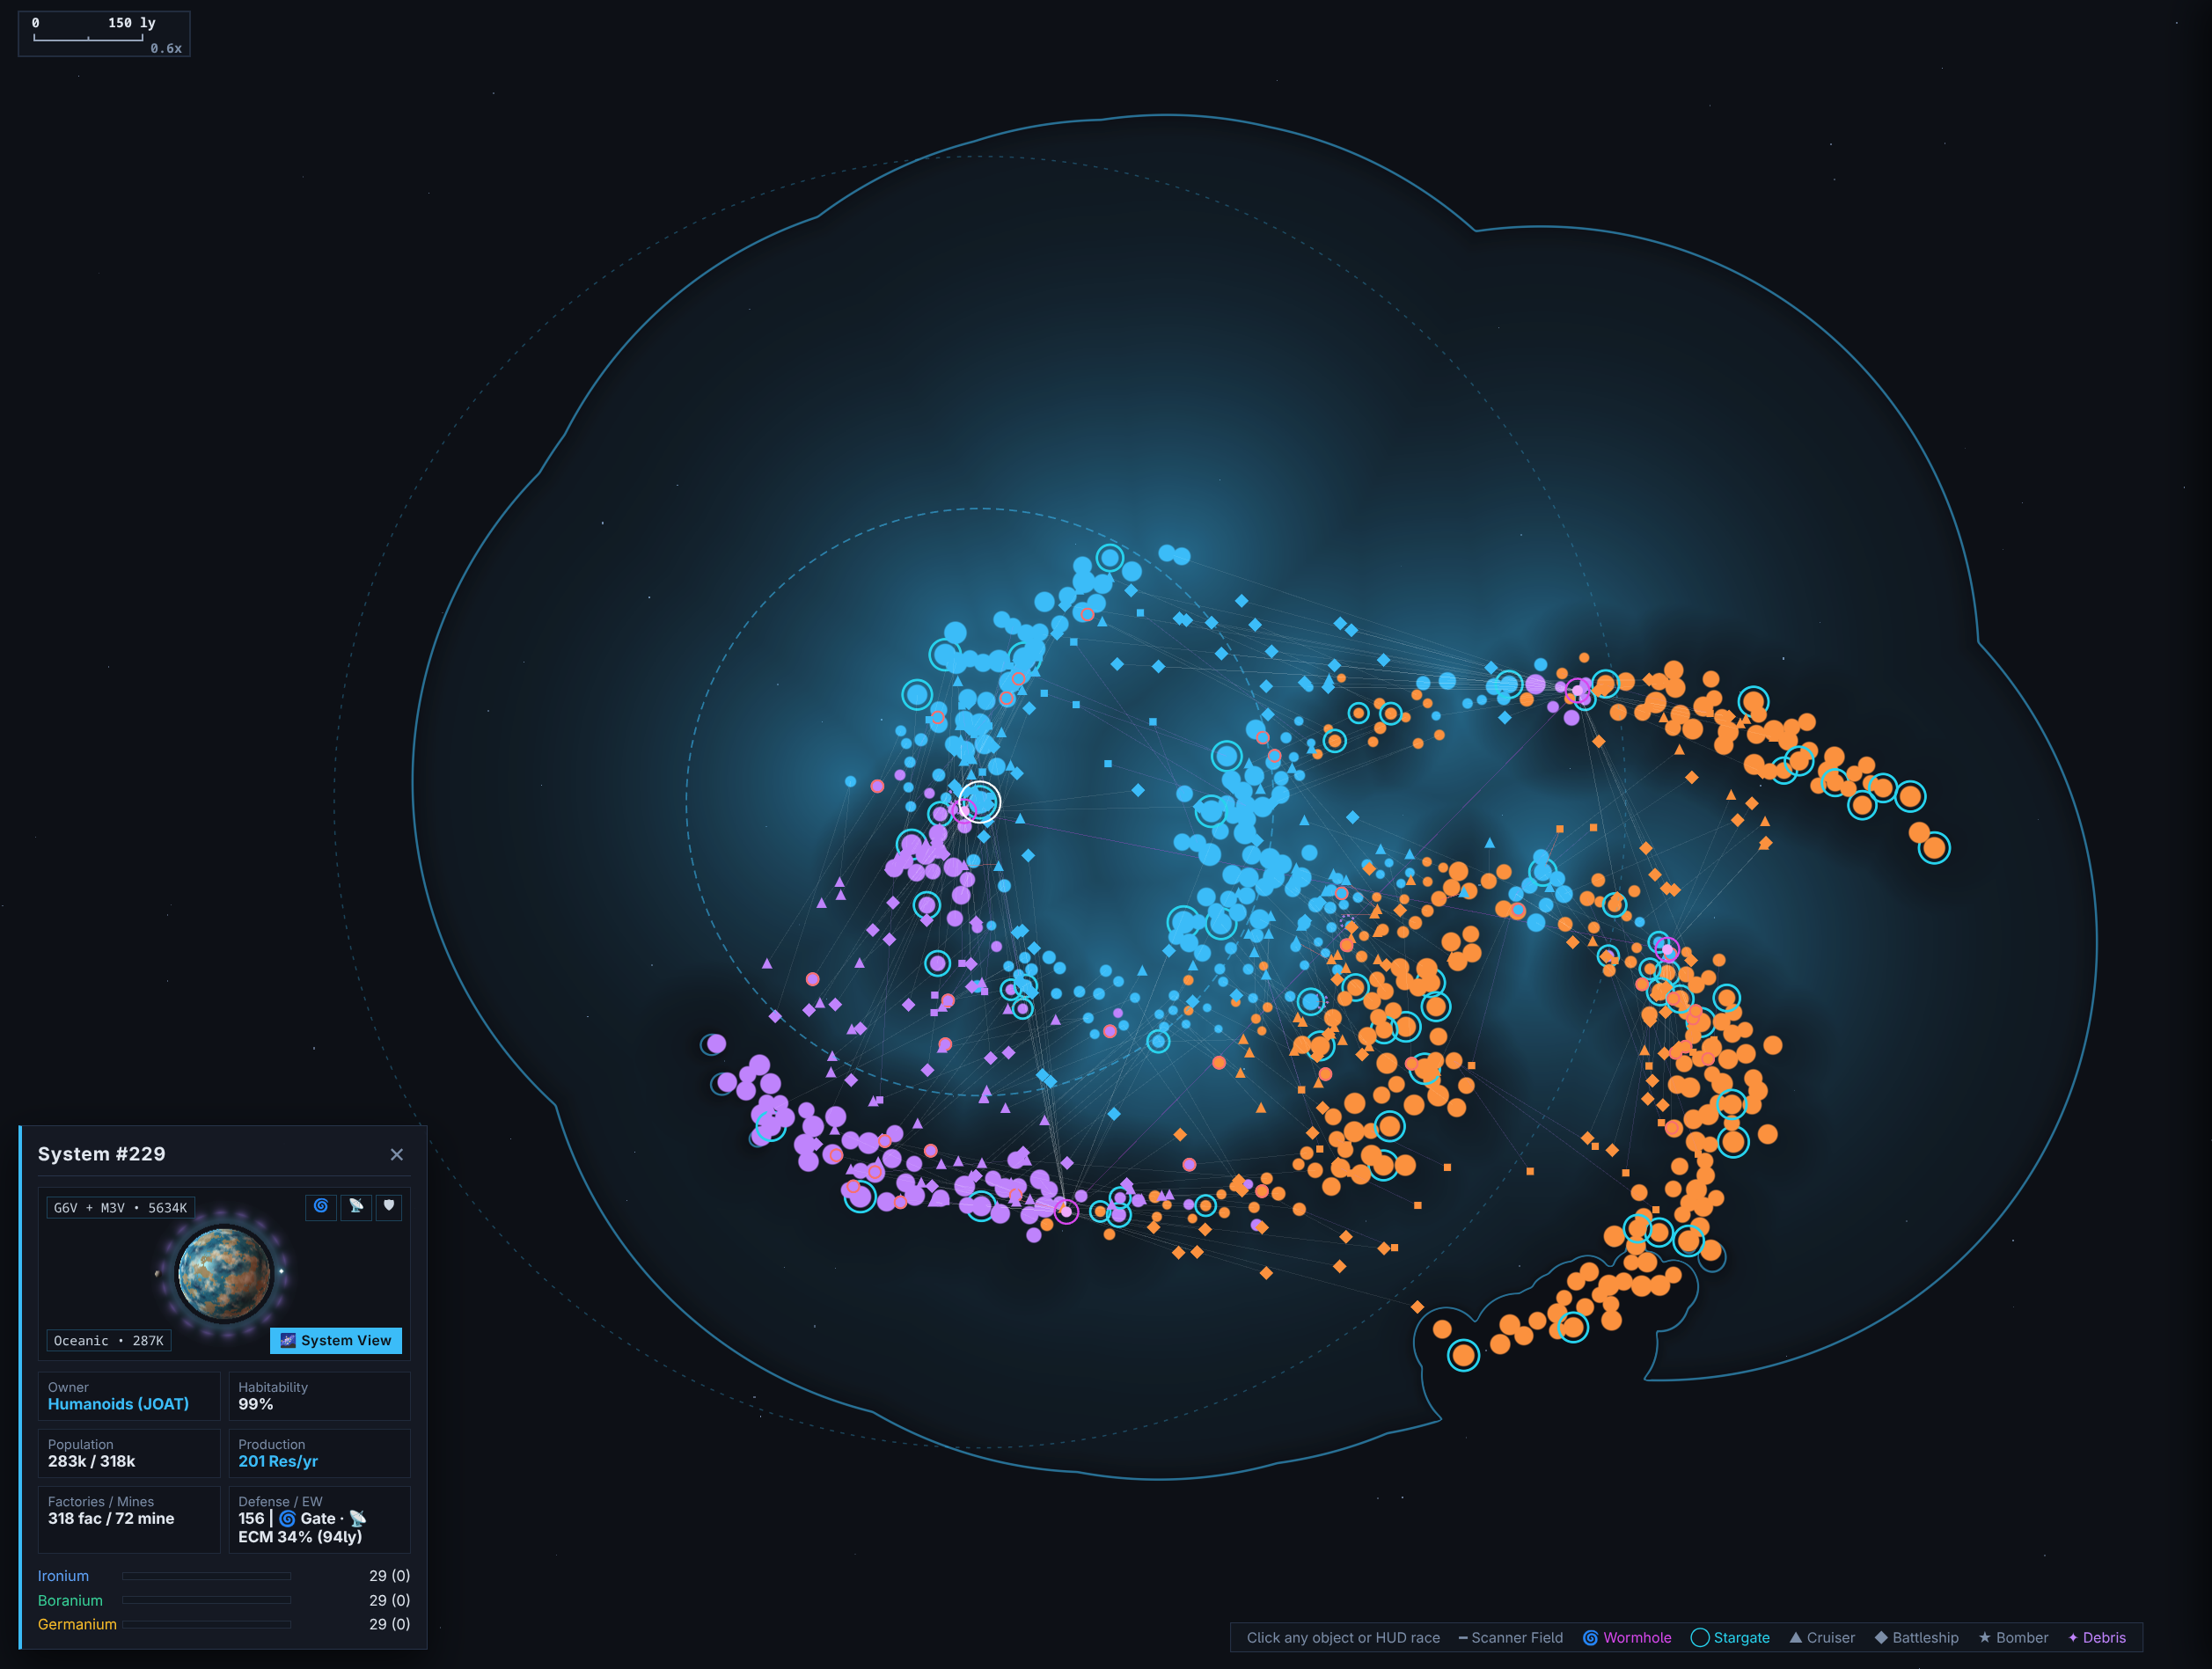 0 150 ly
0.6x
System #229
G6V + M3V • 5634K
Oceanic • 287K
System View
Owner
Humanoids (JOAT)
Habitability
99%
Population
283k / 318k
Production
201 Res/yr
Factories / Mines
318 fac / 72 mine
Defense / EW
156 | 🌀 Gate · 📡
ECM 34% (94ly)
Ironium 29 (0)
Boranium 29 (0)
Germanium 29 (0)
Click any object or HUD race Scanner Field Wormhole Stargate Cruiser Battleship Bomber Debris